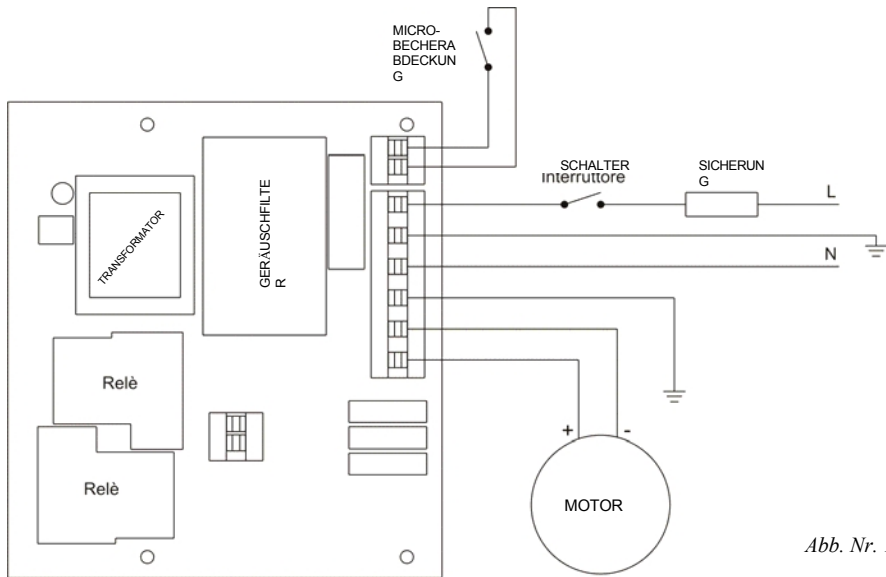 MICRO-
BECHERA
BDECKUN
G
SCHALTER
Interruttore
SICHERUN
G
L
N
TRANSFORMATOR
GERÄUSCHFILTE
R
Relè
Relè
+ -
MOTOR
Abb. Nr.